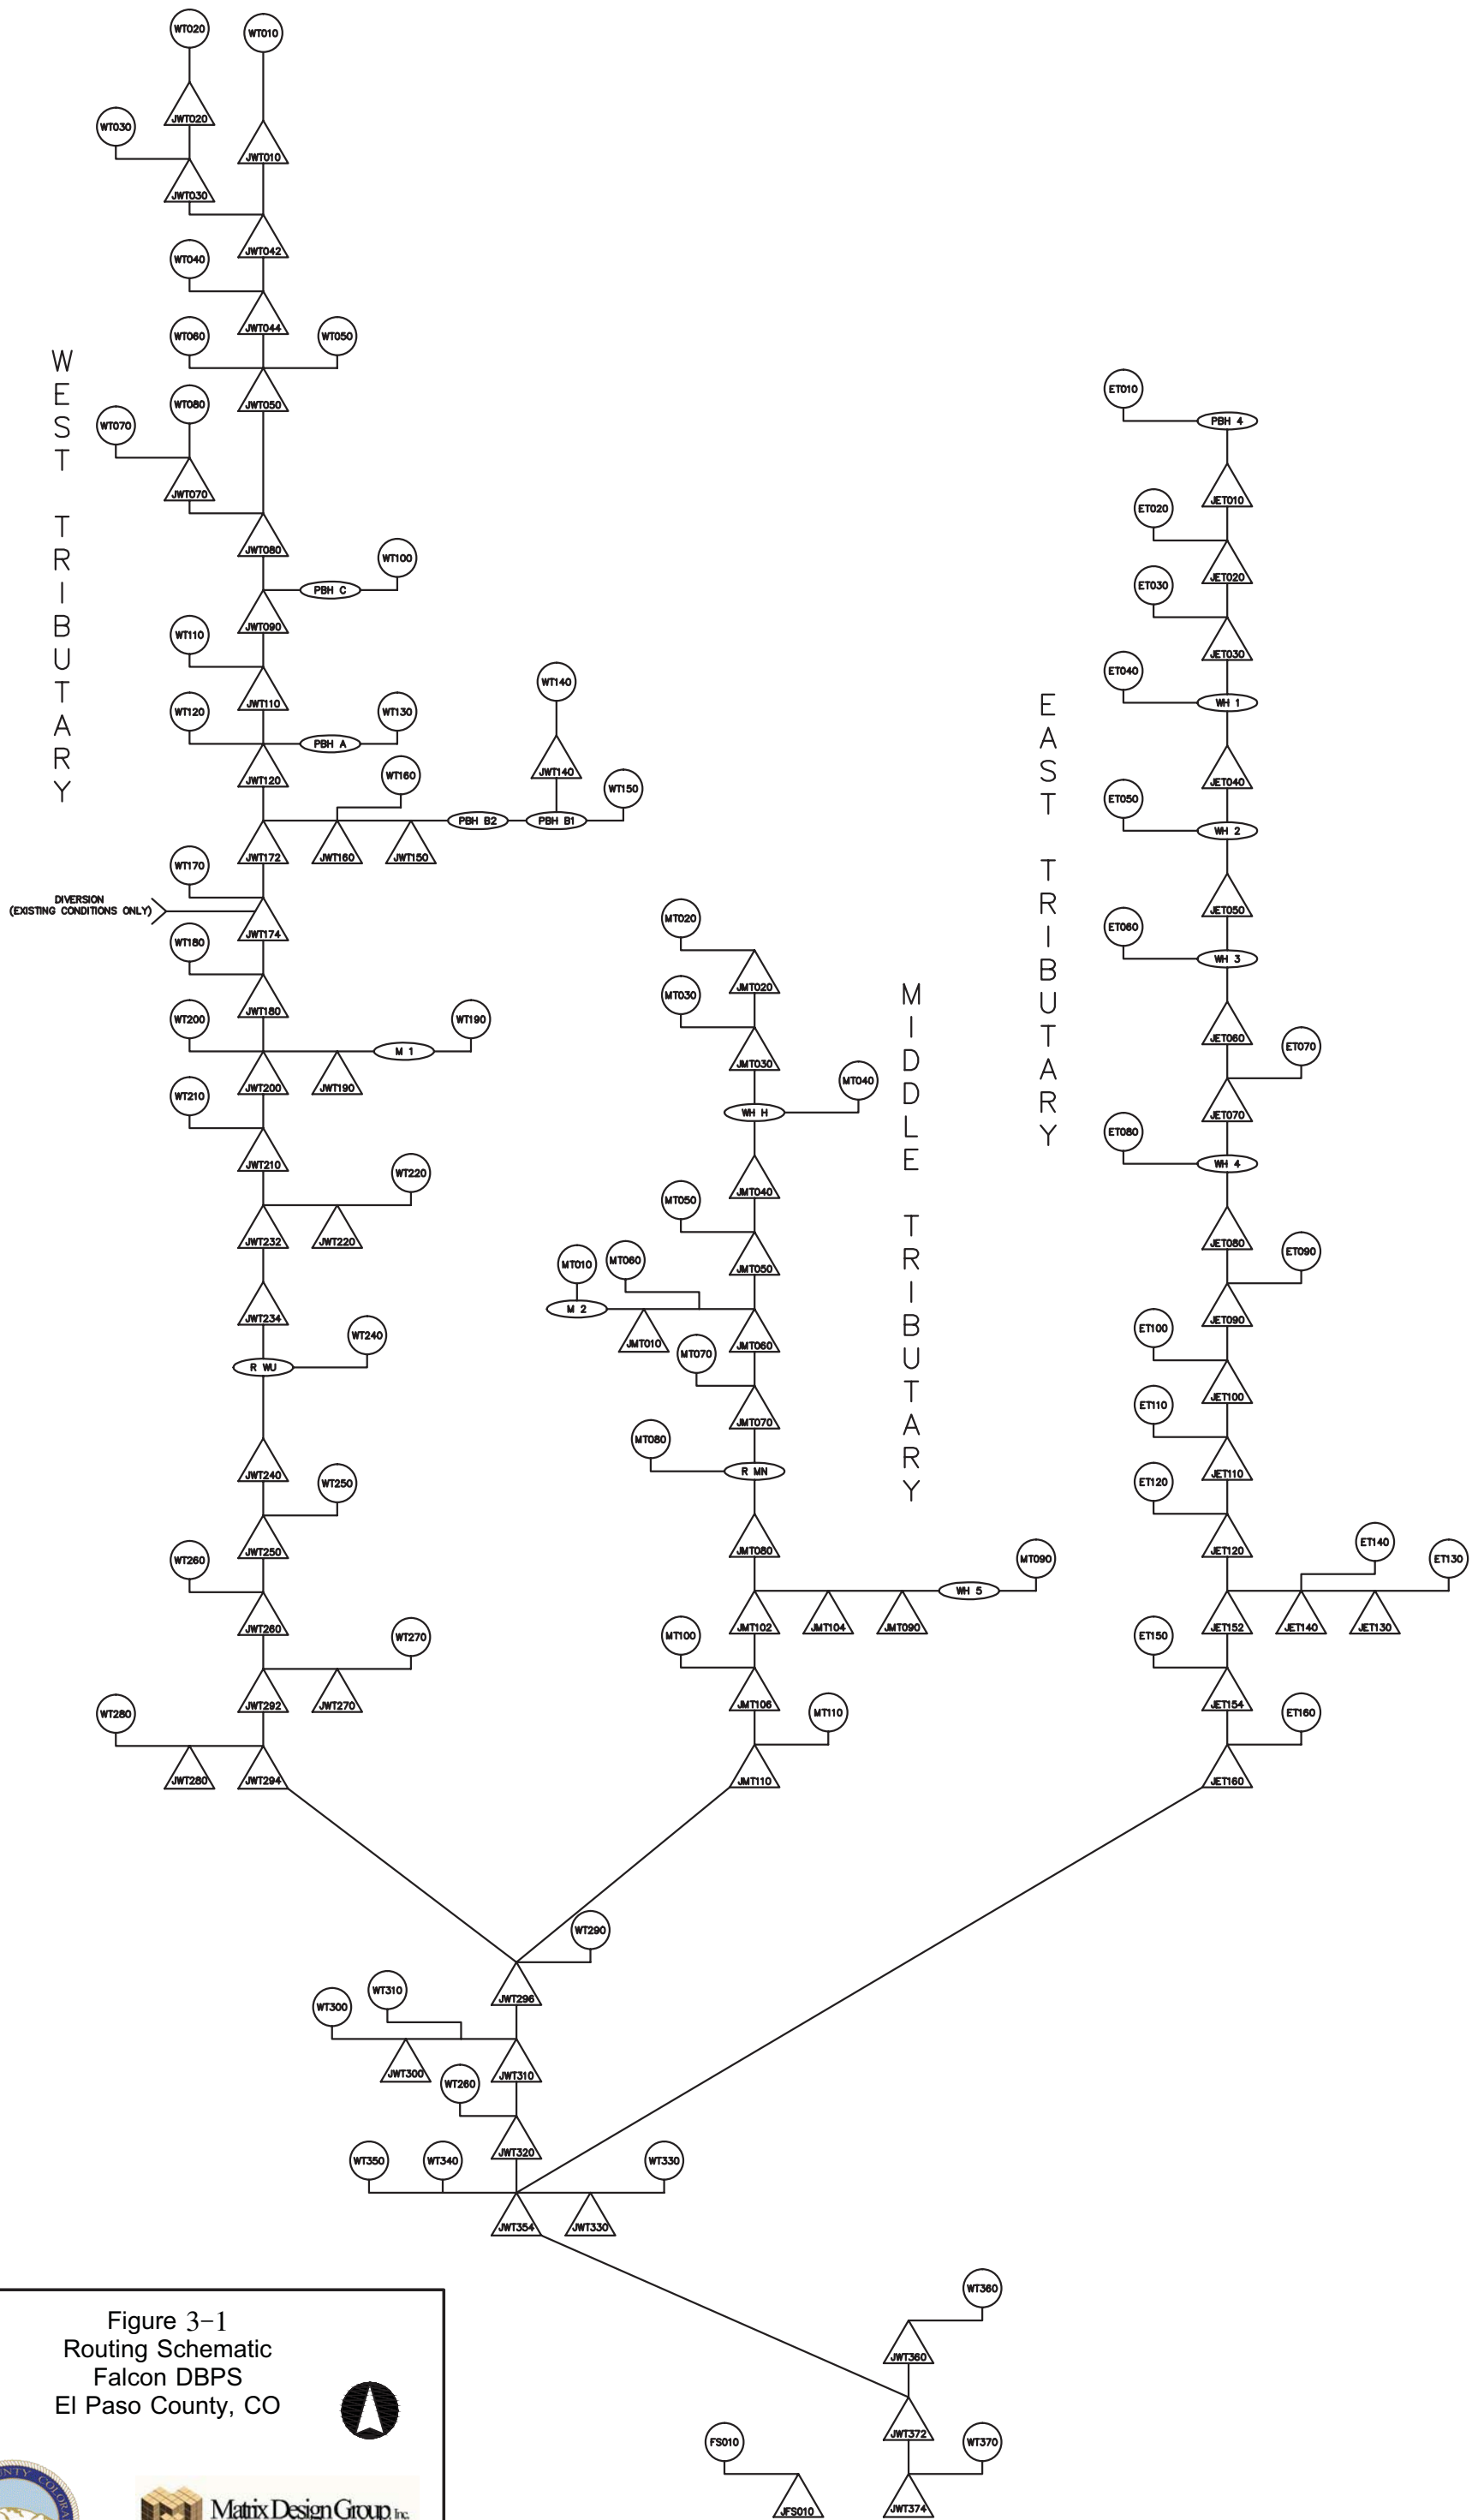 WT020
WT010
JWT020
WT030
JWT010
JWT030
JWT042
WT040
JWT044
WT060
WT050
JWT050
WT080
WT070
JWT070
JWT080
WT100
PBH C
JWT090
WT110
JWT110
WT120
WT130
PBH A
JWT120
WT140
JWT140
WT160
WT150
PBH B2
PBH B1
JWT172
JWT160
JWT150
WT170
DIVERSION
(EXISTING CONDITIONS ONLY)
JWT174
WT180
JWT180
WT200
WT190
M 1
JWT200
JWT190
WT210
JWT210
WT220
JWT232
JWT220
JWT234
WT240
R WU
JWT240
WT250
JWT250
WT260
JWT260
WT270
JWT292
JWT270
WT280
JWT280
JWT294
WEST TRIBUTARY
MT020
JMT020
MT030
JMT030
MT040
WH H
JMT040
MT050
JMT050
MT010
MT060
M 2
JMT010
JMT060
MT070
JMT070
MT080
R MN
JMT080
MT090
WH 5
JMT102
JMT104
JMT090
MT100
JMT106
MT110
JMT110
MIDDLE TRIBUTARY
ET010
PBH 4
JET010
ET020
JET020
ET030
JET030
ET040
WH 1
JET040
ET050
WH 2
JET050
ET060
WH 3
JET060
ET070
JET070
ET080
WH 4
JET080
ET090
JET090
ET100
JET100
ET110
JET110
ET120
JET120
ET140
ET130
JET152
JET140
JET130
ET150
JET154
ET160
JET160
EAST TRIBUTARY
WT290
JWT296
WT310
WT300
JWT300
JWT310
WT260
JWT320
WT350
WT340
WT330
JWT354
JWT330
WT360
JWT360
JWT372
FS010
WT370
JFS010
JWT374
Figure 3-1
Routing Schematic
Falcon DBPS
El Paso County, CO
UNTY COLORA
Matrix Design Group, Inc.